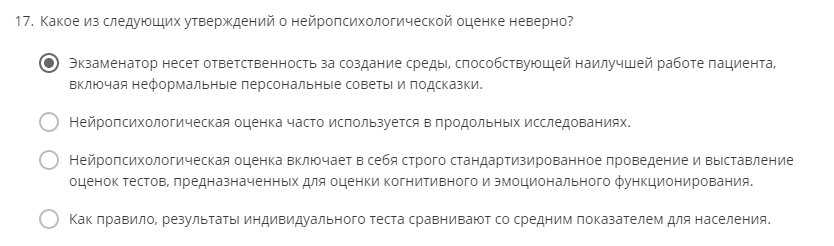 17. Какое из следующих утверждений о нейропсихологической оценке неверно?
Экзаменатор несет ответственность за создание среды, способствующей наилучшей работе пациента,
включая неформальные персональные советы и подсказки.
Нейропсихологическая оценка часто используется в продольных исследованиях.
Нейропсихологическая оценка включает в себя строго стандартизированное проведение и выставление
оценок тестов, предназначенных для оценки когнитивного и эмоционального функционирования.
Как правило, результаты индивидуального теста сравнивают со средним показателем для населения.